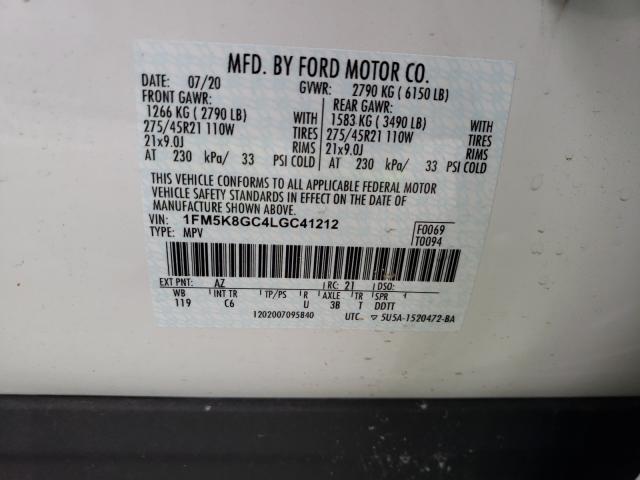 MFD. BY FORD MOTOR CO.
DATE: 07/20 GVWR: 2790 KG ( 6150 LB)
FRONT GAWR: REAR GAWR:
1266 KG ( 2790 LB) 1583 KG ( 3490 LB)
275/45R21 110W TIRES 275/45R21 110W TIRES
21x9.0J RIMS 21x9.0J RIMS
AT 230 kPa/ 33 PSI COLD AT 230 kPa/ 33 PSI COLD
THIS VEHICLE CONFORMS TO ALL APPLICABLE FEDERAL MOTOR
VEHICLE SAFETY STANDARDS IN EFFECT ON THE DATE OF
MANUFACTURE SHOWN ABOVE.
VIN: 1FM5K8GC4LGC41212 F0069
TYPE: MPV T0094
EXT PNT: AZ RC: 21 DSO:
WB INT TR TP/PS R AXLE TR SPR
119 C6 U 3B T DDTT
1202007095840 UTC ▽ 5U5A-1520472-BA